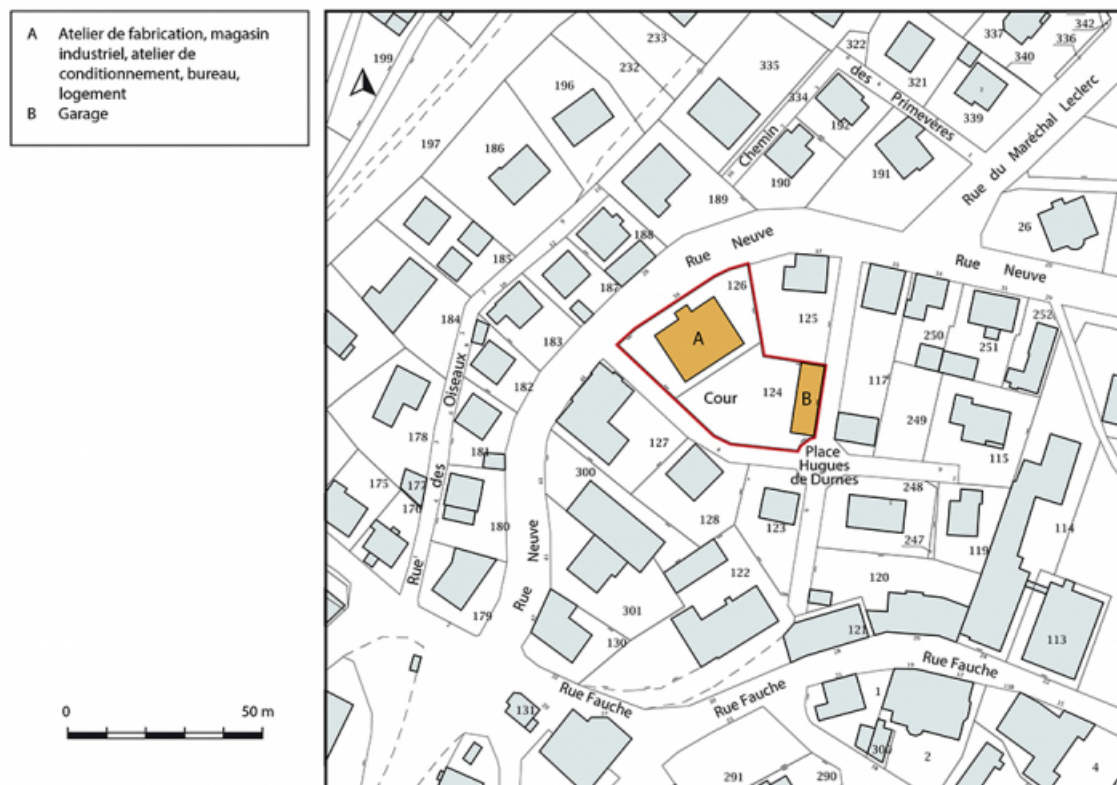 A Atelier de fabrication, magasin
industriel, atelier de
conditionnement, bureau,
logement
B Garage
0 50 m
199
233
232
335
322
321
337
340
342
336
339
196
197
186
334
des Primevères
192
Chemin
190
191
Rue du Maréchal Leclerc
189
188
185
187
184
183
182
Rue Neuve
126
125
26
Rue Neuve
A
124
B
Cour
117
250
251
252
249
115
Oiseaux
des
Rue
178
181
175
177
176
180
179
127
300
128
Place
Hugues
de Durnes
123
248
247
119
114
Neuve
Rue
122
120
301
130
121
113
Rue Fauche
Rue Fauche
Rue Fauche
131
1
2
4
291
290